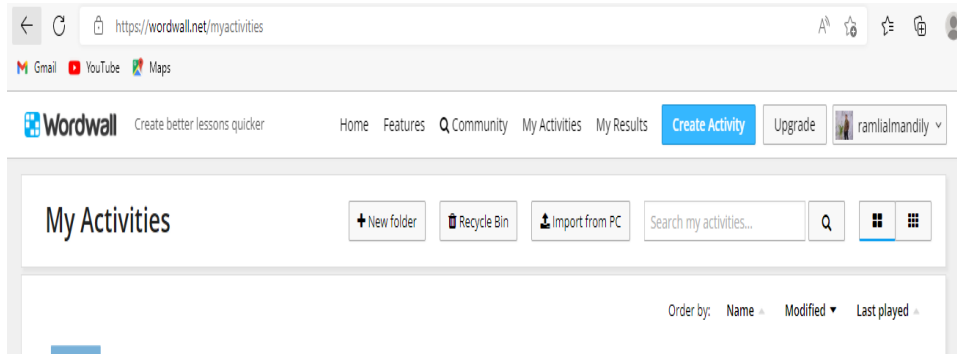 https://wordwall.net/myactivities
Gmail YouTube Maps
Wordwall Create better lessons quicker Home Features Community My Activities My Results Create Activity Upgrade ramlialmandily
My Activities New folder Recycle Bin Import from PC Search my activities...
Order by: Name Modified Last played